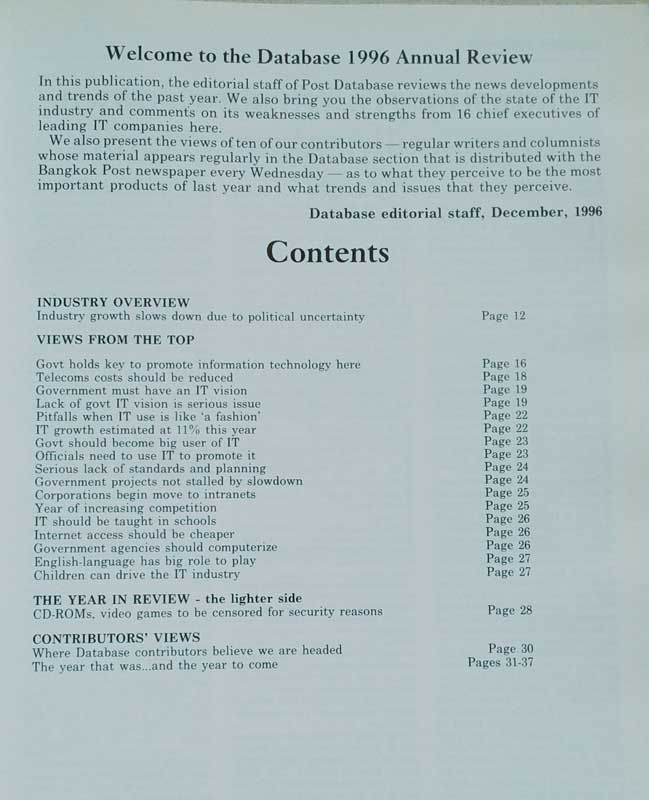 Welcome to the Database 1996 Annual Review
In this publication, the editorial staff of Post Database reviews the news developments
and trends of the past year. We also bring you the observations of the state of the IT
industry and comments on its weaknesses and strengths from 16 chief executives of
leading IT companies here.
We also present the views of ten of our contributors — regular writers and columnists
whose material appears regularly in the Database section that is distributed with the
Bangkok Post newspaper every Wednesday — as to what they perceive to be the most
important products of last year and what trends and issues that they perceive.
Database editorial staff, December, 1996
Contents
INDUSTRY OVERVIEW
Industry growth slows down due to political uncertainty Page 12
VIEWS FROM THE TOP
Govt holds key to promote information technology here Page 16
Telecoms costs should be reduced Page 18
Government must have an IT vision Page 19
Lack of govt IT vision is serious issue Page 19
Pitfalls when IT use is like ‘a fashion’ Page 22
IT growth estimated at 11% this year Page 22
Govt should become big user of IT Page 23
Officials need to use IT to promote it Page 23
Serious lack of standards and planning Page 24
Government projects not stalled by slowdown Page 24
Corporations begin move to intranets Page 25
Year of increasing competition Page 25
IT should be taught in schools Page 26
Internet access should be cheaper Page 26
Government agencies should computerize Page 26
English-language has big role to play Page 27
Children can drive the IT industry Page 27
THE YEAR IN REVIEW - the lighter side
CD-ROMs, video games to be censored for security reasons Page 28
CONTRIBUTORS’ VIEWS
Where Database contributors believe we are headed Page 30
The year that was...and the year to come Pages 31-37